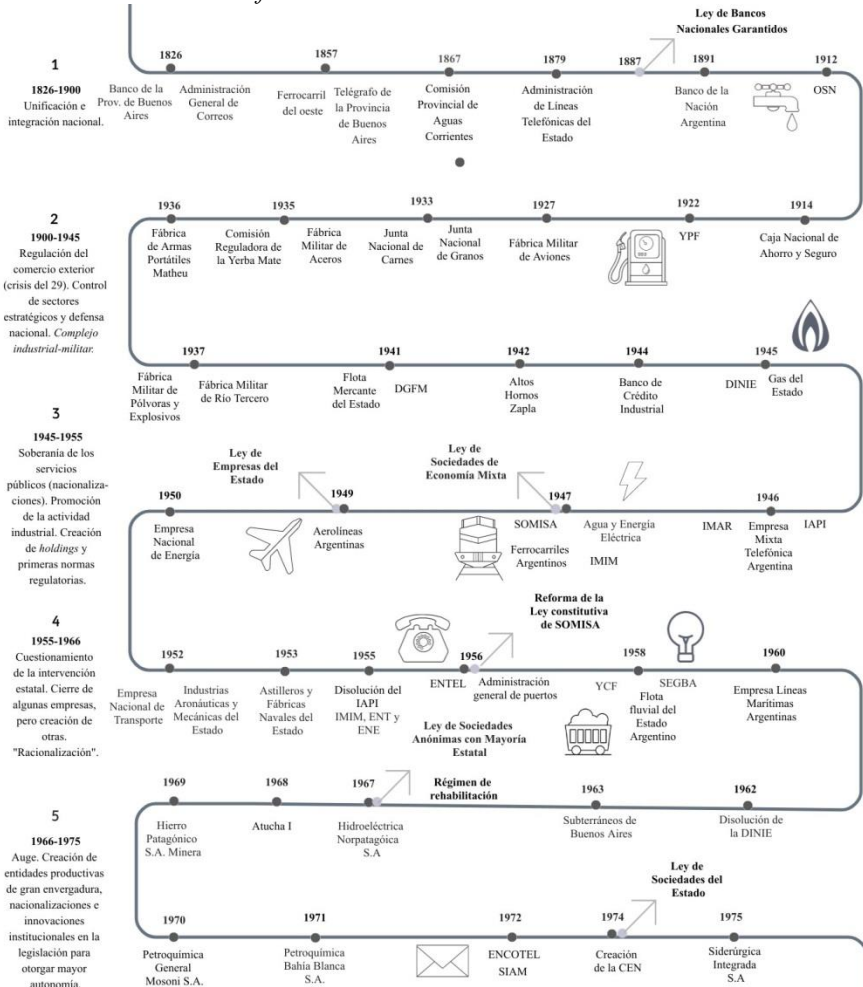 Ley de Bancos
Nacionales Garantidos
1
1826-1900
Unificación e
integración nacional.
1826
Banco de la
Prov. de Buenos
Aires
Administración
General de
Correos
1857
Ferrocarril
del oeste
Telégrafo de
la Provincia
de Buenos
Aires
1867
Comisión
Provincial de
Aguas
Corrientes
1879
Administración
de Líneas
Telefónicas del
Estado
1887
1891
Banco de la
Nación
Argentina
1912
OSN
2
1900-1945
Regulación del
comercio exterior
(crisis del 29). Control
de sectores
estratégicos y defensa
nacional. Complejo
industrial-militar.
1936
Fábrica
de Armas
Portátiles
Matheu
1935
Comisión
Reguladora de
la Yerba Mate
Fábrica
Militar de
Aceros
1933
Junta
Nacional de
Carnes
Junta
Nacional
de Granos
1927
Fábrica Militar
de Aviones
1922
YPF
1914
Caja Nacional de
Ahorro y Seguro
1937
Fábrica
Militar de
Pólvoras y
Explosivos
Fábrica Militar
de Río Tercero
1941
Flota
Mercante
del Estado
DGFM
1942
Altos
Hornos
Zapla
1944
Banco de
Crédito
Industrial
1945
DINIE
Gas del
Estado
3
1945-1955
Soberanía de los
servicios
públicos (nacionaliza-
ciones). Promoción
de la actividad
industrial. Creación
de holdings y
primeras normas
regulatorias.
1950
Empresa
Nacional
de Energía
Ley de
Empresas del
Estado
1949
Aerolíneas
Argentinas
Ley de
Sociedades de
Economía Mixta
1947
SOMISA
Ferrocarriles
Argentinos
Agua y Energía
Eléctrica
IMIM
1946
IMAR
Empresa
Mixta
Telefónica
Argentina
IAPI
4
1955-1966
Cuestionamiento
de la intervención
estatal. Cierre de
algunas empresas,
pero creación de
otras.
"Racionalización".
1952
Empresa
Nacional de
Transporte
Industrias
Aronáuticas y
Mecánicas del
Estado
1953
Astilleros y
Fábricas
Navales del
Estado
1955
Disolución del
IAPI
IMIM, ENT y
ENE
Reforma de la
Ley constitutiva
de SOMISA
1956
ENTEL
Administración
general de puertos
1958
YCF
SEGBA
Flota
fluvial del
Estado
Argentino
1960
Empresa Líneas
Marítimas
Argentinas
5
1966-1975
Auge. Creación de
entidades productivas
de gran envergadura,
nacionalizaciones e
innovaciones
institucionales en la
legislación para
otorgar mayor
autonomía.
1969
Hierro
Patagónico
S.A. Minera
1968
Atucha I
Ley de Sociedades
Anónimas con Mayoría
Estatal
1967
Hidroeléctrica
Norpatagóica
S.A
Régimen de
rehabilitación
1963
Subterráneos de
Buenos Aires
1962
Disolución de
la DINIE
1970
Petroquímica
General
Mosoni S.A.
1971
Petroquímica
Bahía Blanca
S.A.
1972
ENCOTEL
SIAM
Ley de
Sociedades del
Estado
1974
Creación
de la CEN
1975
Siderúrgica
Integrada
S.A